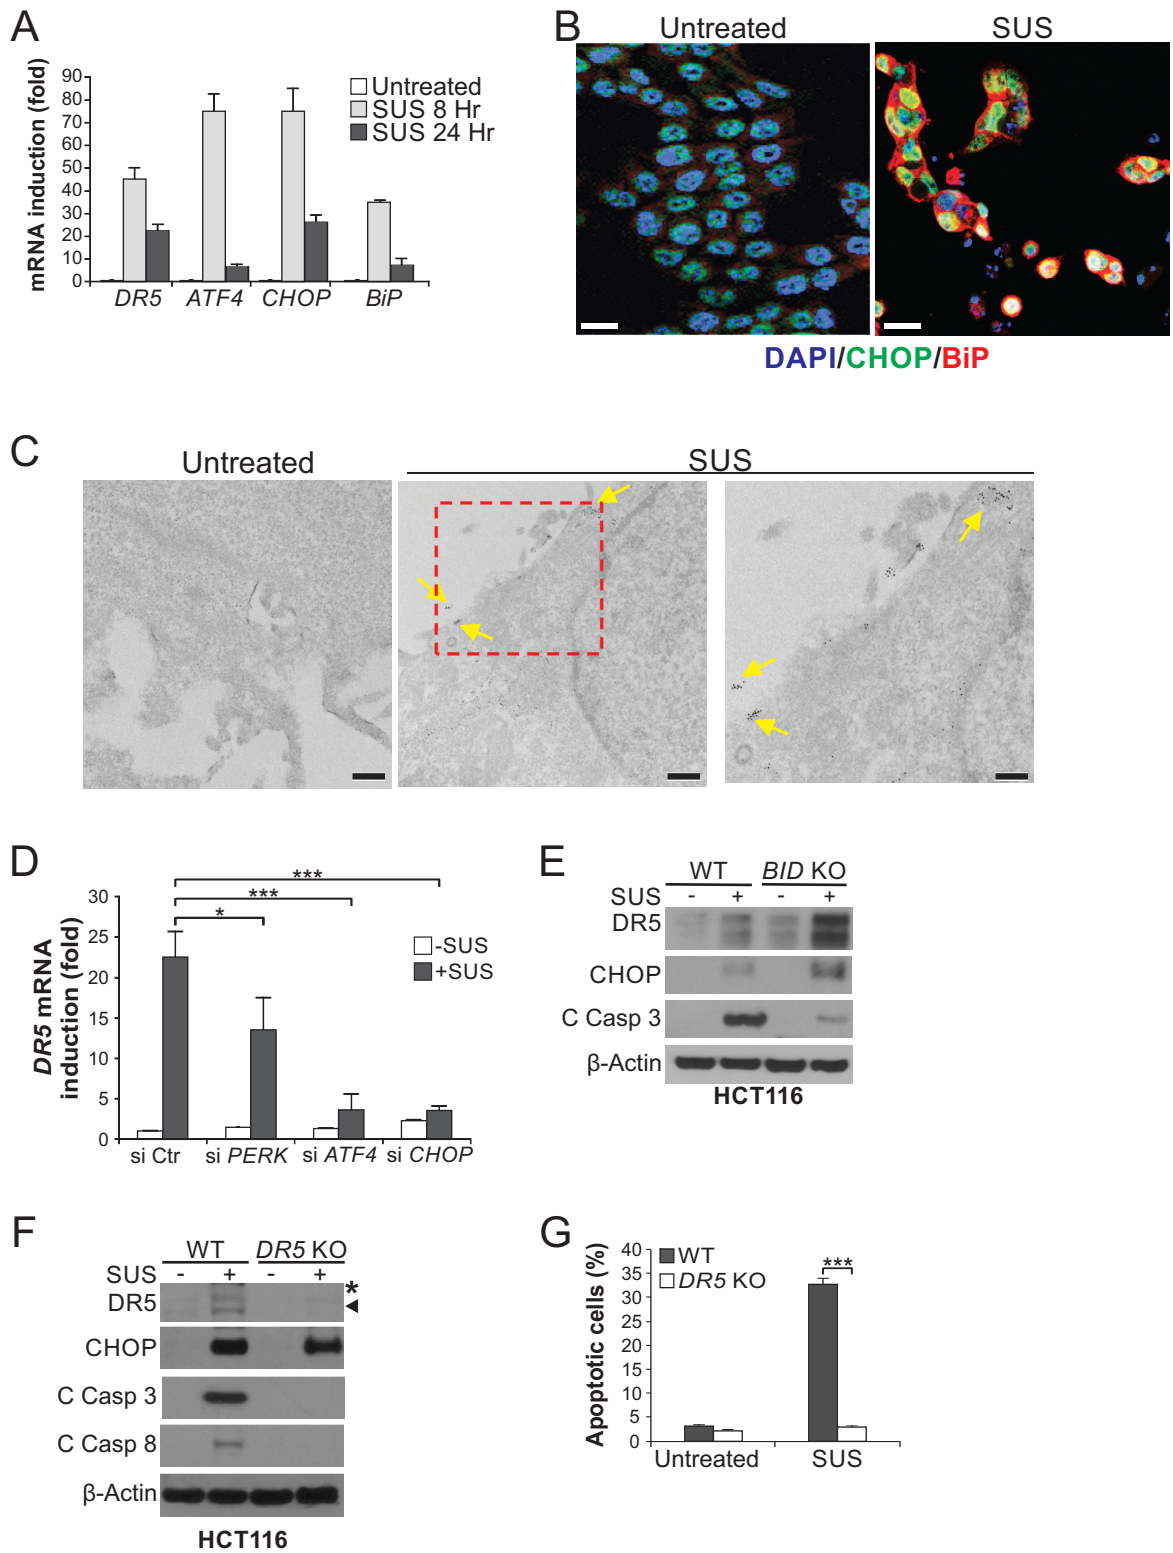 A
mRNA induction (fold)
90
80
70
60
50
40
30
20
10
0
Untreated
SUS 8 Hr
SUS 24 Hr
DR5 ATF4 CHOP BiP
B
Untreated SUS
DAPI/CHOP/BiP
C
Untreated SUS
D
DR5 mRNA
induction (fold)
30
25
20
15
10
5
0
***
***
*
-SUS
+SUS
si Ctr si PERK si ATF4 si CHOP
E
WT BID KO
SUS - + - +
DR5
CHOP
C Casp 3
β-Actin
HCT116
F
WT DR5 KO
SUS - + - +
*
DR5
CHOP
C Casp 3
C Casp 8
β-Actin
HCT116
G
Apoptotic cells (%)
40
35
30
25
20
15
10
5
0
WT
DR5 KO
***
Untreated SUS